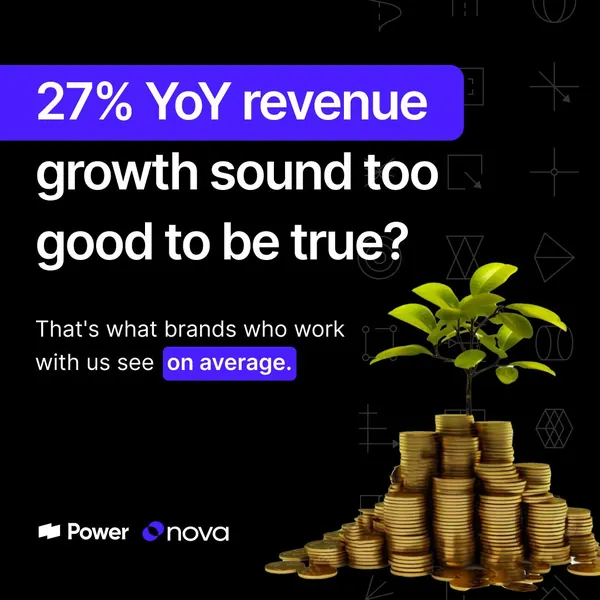 27% YoY revenue
growth sound too
good to be true?
That's what brands who work
with us see on average.
Power nova